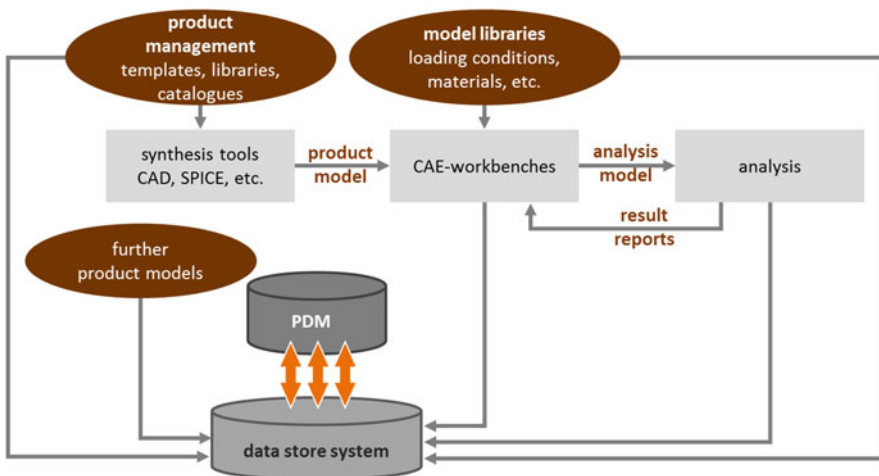 product
management
templates, libraries,
catalogues
model libraries
loading conditions,
materials, etc.
synthesis tools
CAD, SPICE, etc.
product
model
CAE-workbenches
analysis
model
analysis
result
reports
further
product models
PDM
data store system